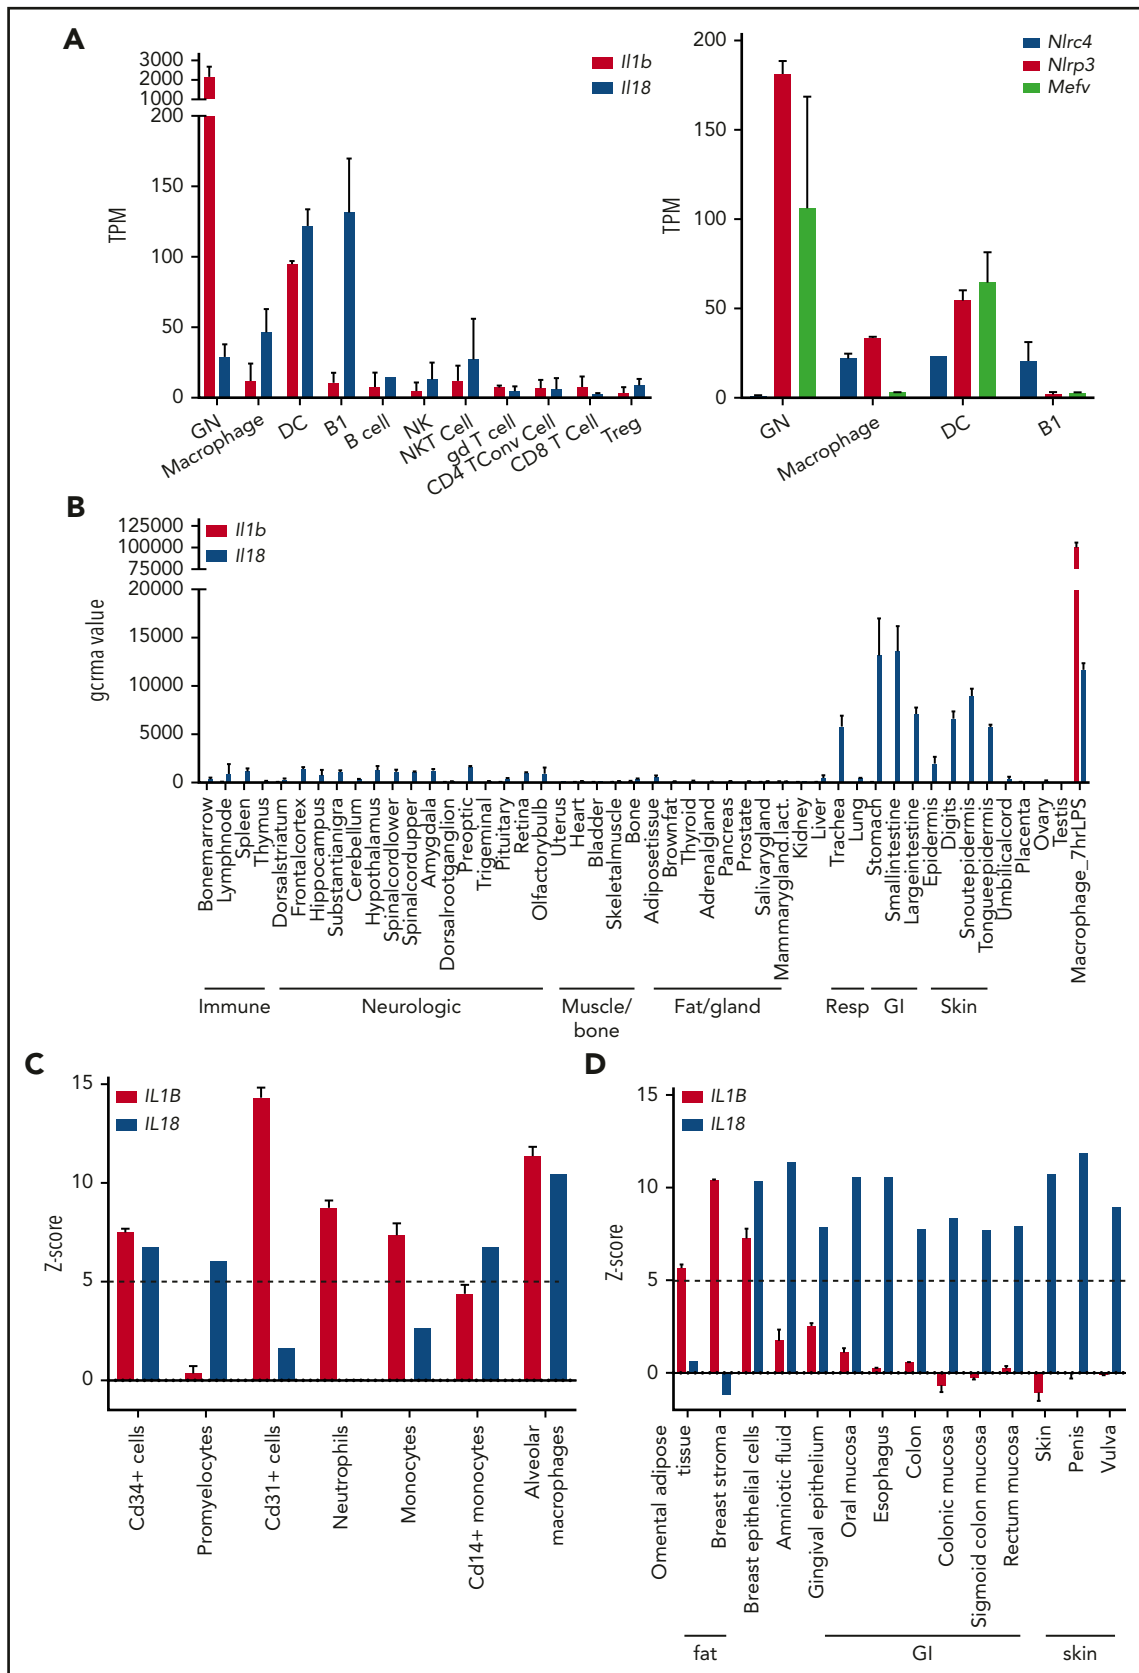 A
3000
2000
1000
200
150
100
50
0
TPM
Il1b
Il18
GN
Macrophage
DC
B1
B cell
NK
NKT Cell
gd T cell
CD4 TConv Cell
CD8 T Cell
Treg
200
150
100
50
0
TPM
Nlrc4
Nlrp3
Mefv
GN
Macrophage
DC
B1
B
125000
100000
75000
20000
15000
10000
5000
0
gcrma value
Il1b
Il18
Bonemarrow
Lymphnode
Spleen
Thymus
Dorsalstriatum
Frontalcortex
Hippocampus
Substantianigra
Cerebellum
Hypothalamus
Spinalcordlower
Spinalcordupper
Amygdala
Dorsalrootganglion
Preoptic
Trigeminal
Pituitary
Retina
Olfactorybulb
Uterus
Heart
Bladder
Skeletalmuscle
Bone
Adiposetissue
Brownfat
Thyroid
Adrenalgland
Pancreas
Prostate
Salivarygland
Mammarygland.lact.
Kidney
Liver
Trachea
Lung
Stomach
Smallintestine
Largeintestine
Epidermis
Digits
Snoutepidermis
Tongueepidermis
Umbilicalcord
Placenta
Ovary
Testis
Macrophage_7hrLPS
Immune
Neurologic
Muscle/
bone
Fat/gland
Resp
GI
Skin
C
15
10
5
0
Z-score
IL1B
IL18
Cd34+ cells
Promyelocytes
Cd31+ cells
Neutrophils
Monocytes
Cd14+ monocytes
Alveolar
macrophages
D
15
10
5
0
Z-score
IL1B
IL18
Omental adipose
tissue
Breast stroma
Breast epithelial cells
Amniotic fluid
Gingival epithelium
Oral mucosa
Esophagus
Colon
Colonic mucosa
Sigmoid colon mucosa
Rectum mucosa
Skin
Penis
Vulva
fat
GI
skin